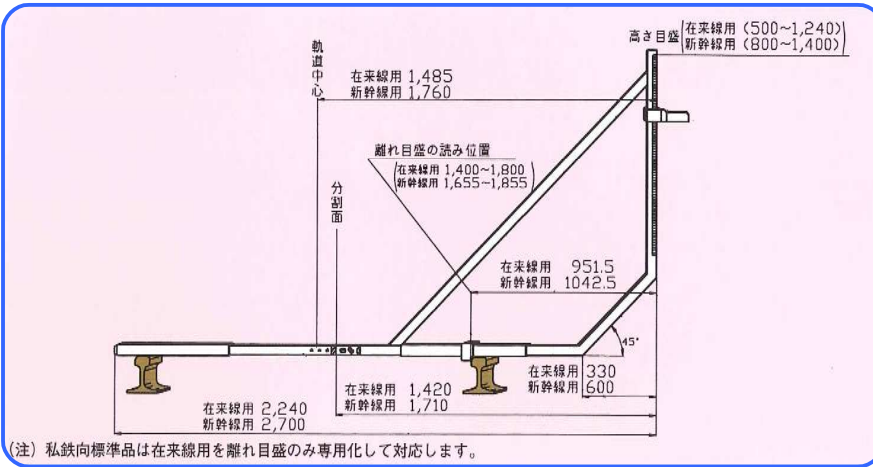 高さ目盛(在来線用 (500~1,240)
新幹線用 (800~1,400))
軌道中心
在来線用 1,485
新幹線用 1,760
離れ目盛の読み位置
(在来線用 1,400~1,800
新幹線用 1,655~1,855)
分割面
在来線用 951.5
新幹線用 1042.5
45°
在来線用 330
新幹線用 600
在来線用 1,420
新幹線用 1,710
在来線用 2,240
新幹線用 2,700
(注) 私鉄向標準品は在来線用を離れ目盛のみ専用化して対応します。